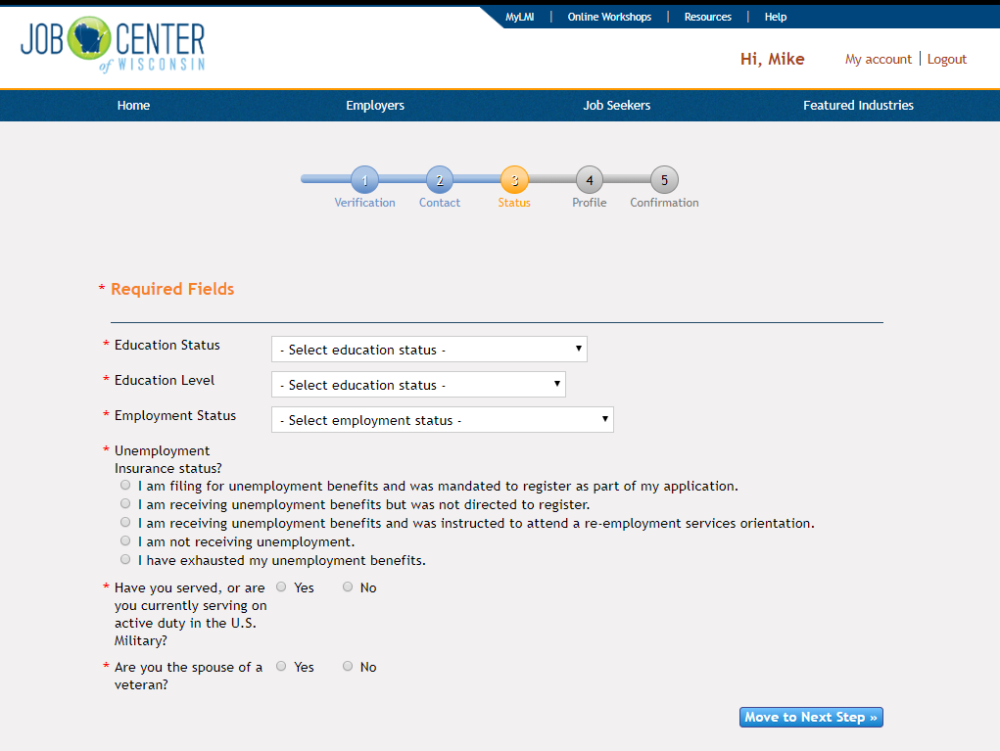 MyLMI | Online Workshops | Resources | Help
JOB CENTER
of WISCONSIN
Hi, Mike My account | Logout
Home Employers Job Seekers Featured Industries
1 2 3 4 5
Verification Contact Status Profile Confirmation
* Required Fields
* Education Status - Select education status -
* Education Level - Select education status -
* Employment Status - Select employment status -
* Unemployment
Insurance status?
I am filing for unemployment benefits and was mandated to register as part of my application.
I am receiving unemployment benefits but was not directed to register.
I am receiving unemployment benefits and was instructed to attend a re-employment services orientation.
I am not receiving unemployment.
I have exhausted my unemployment benefits.
* Have you served, or are Yes No
you currently serving on
active duty in the U.S.
Military?
* Are you the spouse of a Yes No
veteran?
Move to Next Step »